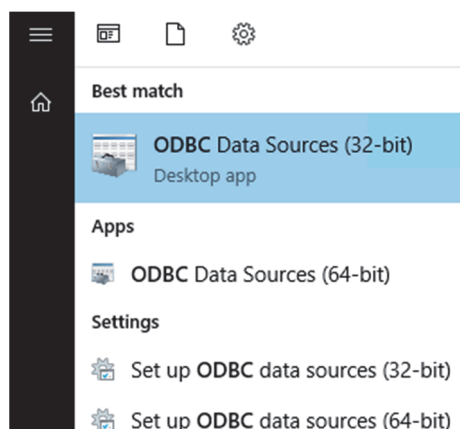 Best match
ODBC Data Sources (32-bit)
Desktop app
Apps
ODBC Data Sources (64-bit)
Settings
Set up ODBC data sources (32-bit)
Set up ODBC data sources (64-bit)